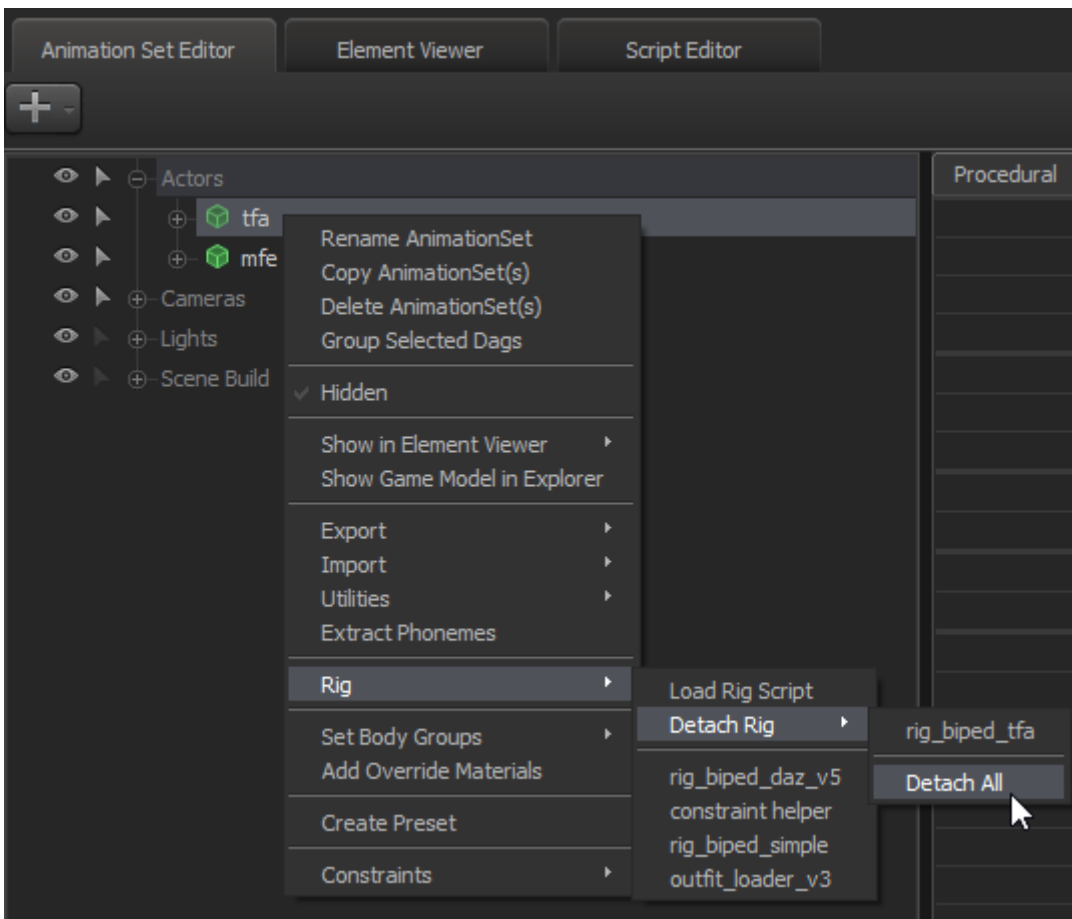 Animation Set Editor
Element Viewer
Script Editor
Procedural
Actors
tfa
mfe
Cameras
Lights
Scene Build
Rename AnimationSet
Copy AnimationSet(s)
Delete AnimationSet(s)
Group Selected Dags
Hidden
Show in Element Viewer
Show Game Model in Explorer
Export
Import
Utilities
Extract Phonemes
Rig
Set Body Groups
Add Override Materials
Create Preset
Constraints
Load Rig Script
Detach Rig
rig_biped_daz_v5
constraint helper
rig_biped_simple
outfit_loader_v3
rig_biped_tfa
Detach All